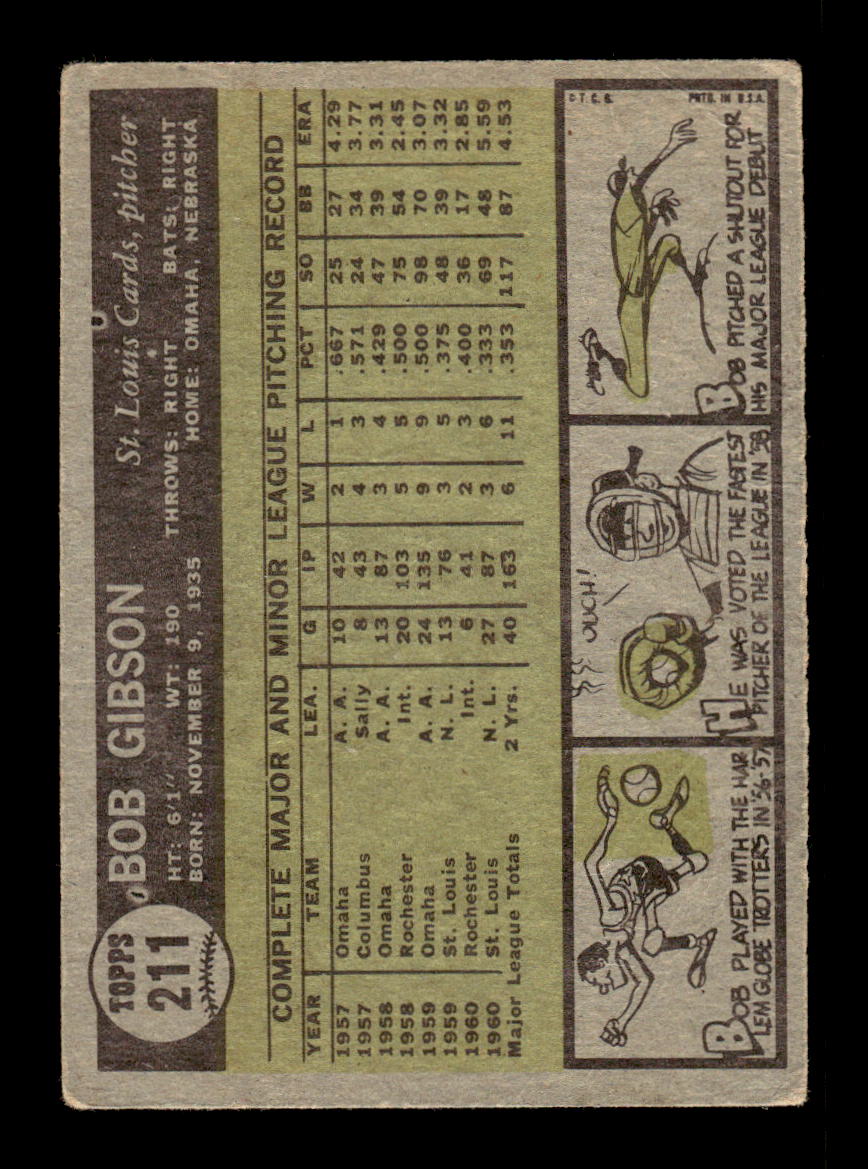 TOPPS
211
BOB GIBSON
St. Louis Cards, pitcher
HT: 6'1" WT: 190 THROWS: RIGHT BATS: RIGHT
BORN: NOVEMBER 9, 1935 HOME: OMAHA, NEBRASKA
COMPLETE MAJOR AND MINOR LEAGUE PITCHING RECORD
YEAR TEAM LEA. G IP W L PCT SO BB ERA
1957 Omaha A. A. 10 42 2 1 .667 25 27 4.29
1957 Columbus Sally 8 43 4 3 .571 24 34 3.77
1958 Omaha A. A. 13 87 3 4 .429 47 39 3.31
1958 Rochester Int. 20 103 5 5 .500 75 54 2.45
1959 Omaha A. A. 24 135 9 9 .500 98 70 3.07
1959 St. Louis N. L. 13 76 3 5 .375 48 39 3.32
1960 Rochester Int. 6 41 2 3 .400 36 17 2.85
1960 St. Louis N. L. 27 87 3 6 .333 69 48 5.59
Major League Totals 2 Yrs. 40 163 6 11 .353 117 87 4.53
BOB PLAYED WITH THE HAR
LEM GLOBE TROTTERS IN '56-'57
OUCH!
HE WAS VOTED THE FASTEST
PITCHER OF THE LEAGUE IN '58
© T. C. G. PRTD. IN U.S.A.
BOB PITCHED A SHUTOUT FOR
HIS MAJOR LEAGUE DEBUT